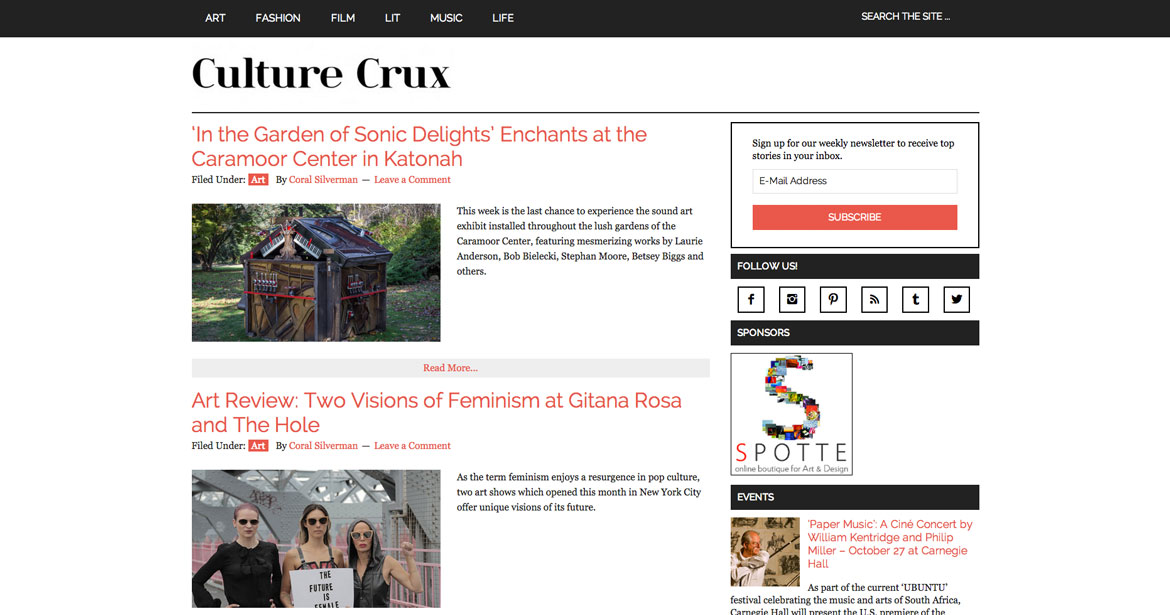 ART FASHION FILM LIT MUSIC LIFE SEARCH THE SITE ...
Culture Crux
‘In the Garden of Sonic Delights’ Enchants at the
Caramoor Center in Katonah
Filed Under: Art By Coral Silverman — Leave a Comment
This week is the last chance to experience the sound art
exhibit installed throughout the lush gardens of the
Caramoor Center, featuring mesmerizing works by Laurie
Anderson, Bob Bielecki, Stephan Moore, Betsey Biggs and
others.
Read More...
Art Review: Two Visions of Feminism at Gitana Rosa
and The Hole
Filed Under: Art By Coral Silverman — Leave a Comment
THE
FUTURE
IS
FEMALE
As the term feminism enjoys a resurgence in pop culture,
two art shows which opened this month in New York City
offer unique visions of its future.
Sign up for our weekly newsletter to receive top
stories in your inbox.
E-Mail Address
SUBSCRIBE
FOLLOW US!
SPONSORS
S
SPOTTE
online boutique for Art & Design
EVENTS
‘Paper Music’: A Ciné Concert by
William Kentridge and Philip
Miller – October 27 at Carnegie
Hall
As part of the current ‘UBUNTU’
festival celebrating the music and arts of South Africa,
Carnegie Hall will present the U.S. premiere of the